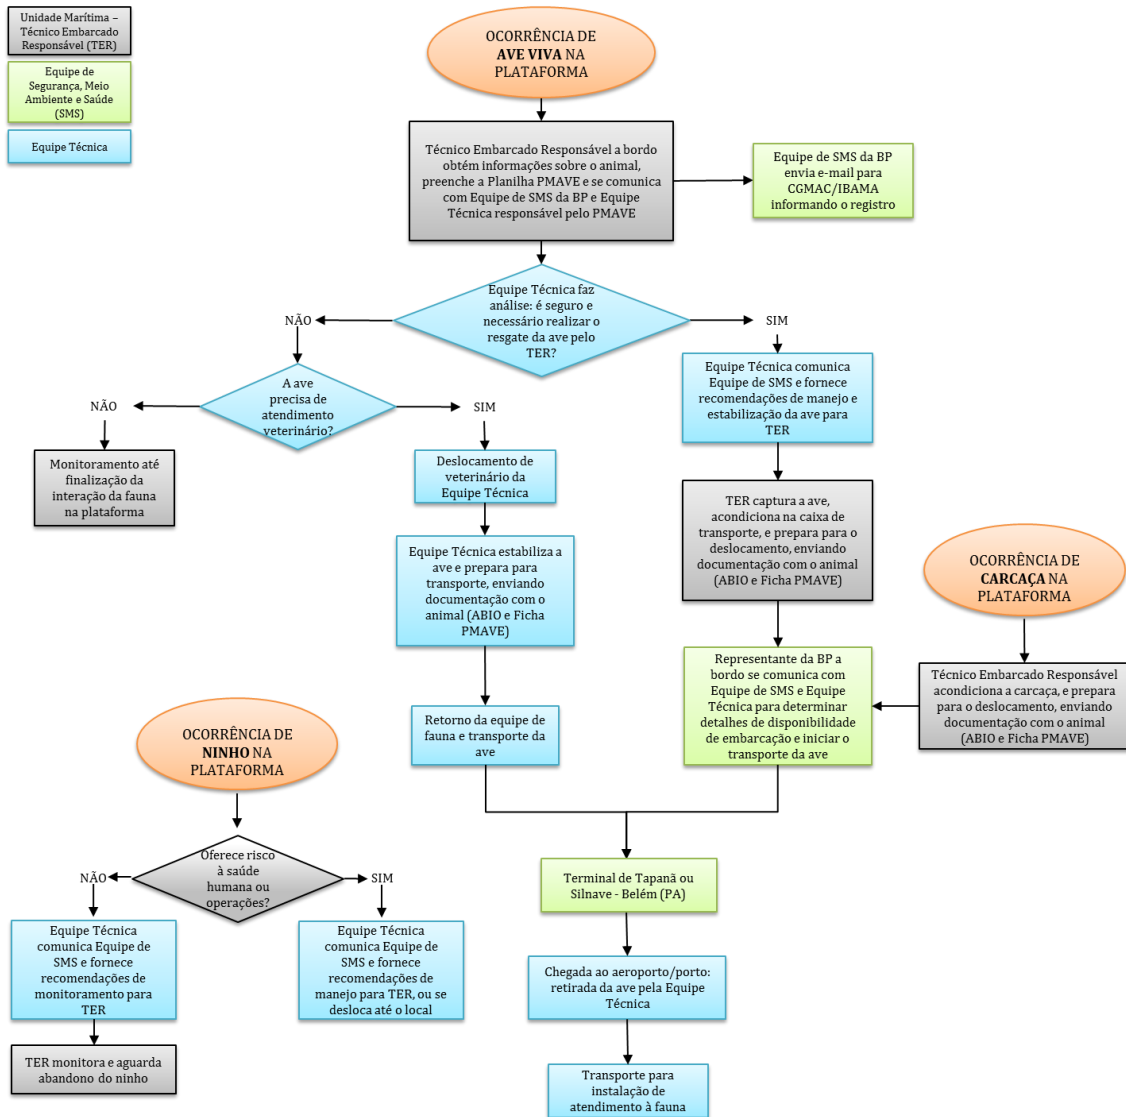 Unidade Marítima –
Técnico Embarcado
Responsável (TER)
Equipe de
Segurança, Meio
Ambiente e Saúde
(SMS)
Equipe Técnica
OCORRÊNCIA DE
AVE VIVA NA
PLATAFORMA
Técnico Embarcado Responsável a bordo
obtém informações sobre o animal,
preenche a Planilha PMAVE e se comunica
com Equipe de SMS da BP e Equipe
Técnica responsável pelo PMAVE
Equipe de SMS da BP
envia e-mail para
CGMAC/IBAMA
informando o registro
Equipe Técnica faz
análise: é seguro e
necessário realizar o
resgate da ave pelo
TER?
NÃO
SIM
A ave
precisa de
atendimento
veterinário?
NÃO
SIM
Equipe Técnica comunica
Equipe de SMS e fornece
recomendações de manejo e
estabilização da ave para
TER
Monitoramento até
finalização da
interação da fauna
na plataforma
Deslocamento de
veterinário da
Equipe Técnica
TER captura a ave,
acondiciona na caixa de
transporte, e prepara para o
deslocamento, enviando
documentação com o animal
(ABIO e Ficha PMAVE)
Equipe Técnica estabiliza a
ave e prepara para
transporte, enviando
documentação com o
animal (ABIO e Ficha
PMAVE)
OCORRÊNCIA DE
CARCAÇA NA
PLATAFORMA
Representante da BP a
bordo se comunica com
Equipe de SMS e Equipe
Técnica para determinar
detalhes de disponibilidade
de embarcação e iniciar o
transporte da ave
Técnico Embarcado Responsável
acondiciona a carcaça, e prepara
para o deslocamento, enviando
documentação com o animal
(ABIO e Ficha PMAVE)
Retorno da equipe de
fauna e transporte da
ave
OCORRÊNCIA DE
NINHO NA
PLATAFORMA
Oferece risco
à saúde
humana ou
operações?
NÃO
SIM
Equipe Técnica
comunica Equipe de
SMS e fornece
recomendações de
monitoramento para
TER
Equipe Técnica
comunica Equipe de
SMS e fornece
recomendações de
manejo para TER, ou se
desloca até o local
TER monitora e aguarda
abandono do ninho
Terminal de Tapanã ou
Silnave - Belém (PA)
Chegada ao aeroporto/porto:
retirada da ave pela Equipe
Técnica
Transporte para
instalação de
atendimento à fauna